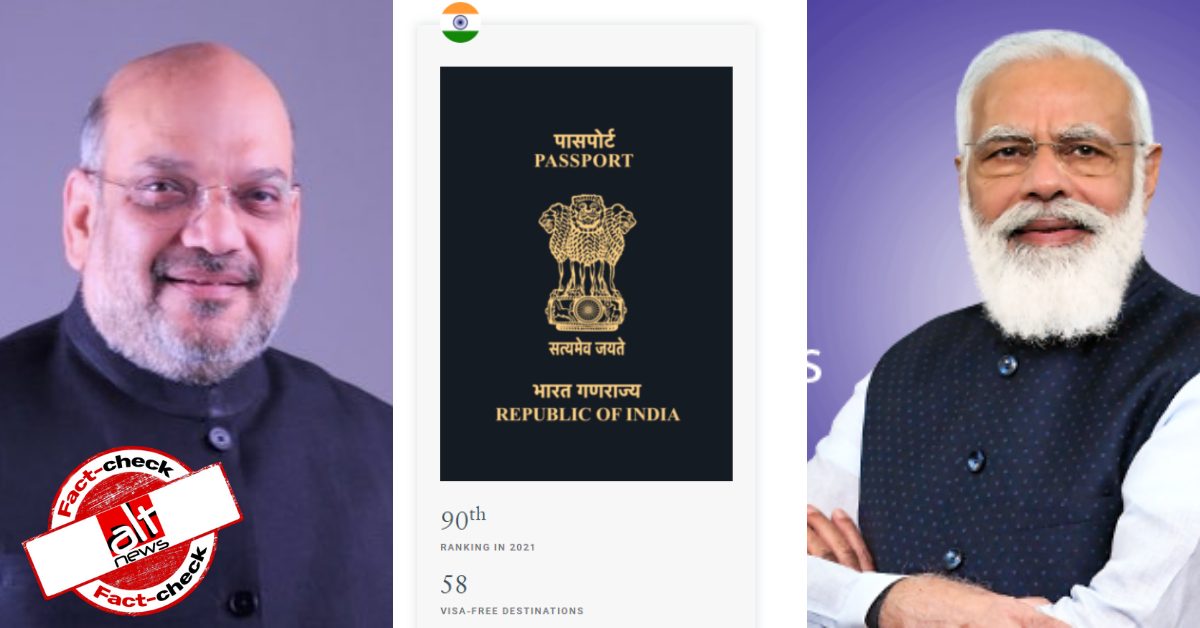 Fact-check
alt
news
Fact-check
पासपोर्ट
PASSPORT
सत्यमेव जयते
भारत गणराज्य
REPUBLIC OF INDIA
90th
RANKING IN 2021
58
VISA-FREE DESTINATIONS
S